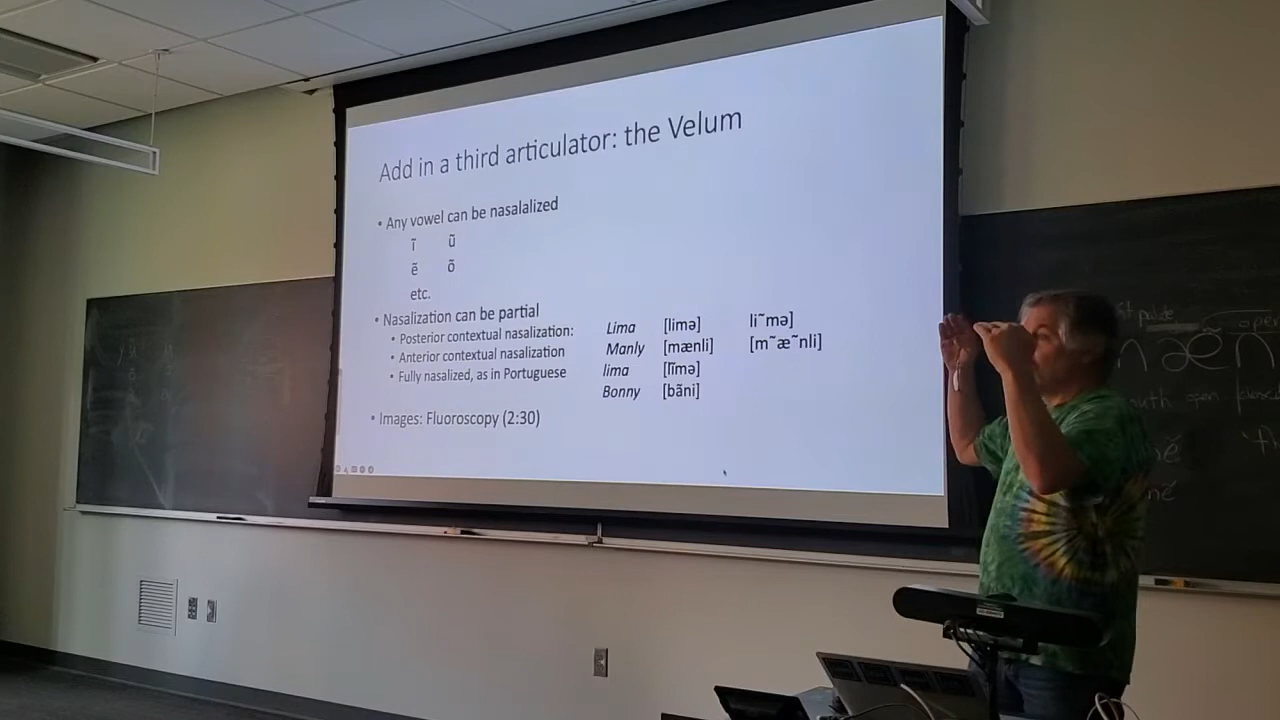 Add in a third articulator: the Velum
• Any vowel can be nasalalized
ĩ ũ
ẽ õ
etc.
• Nasalization can be partial
• Posterior contextual nasalization: Lima [limə] li˜mə]
• Anterior contextual nasalization Manly [mænli] [m˜æ˜nli]
• Fully nasalized, as in Portuguese lima [l̃ĩmə]
Bonny [bãni]
• Images: Fluoroscopy (2:30)
open